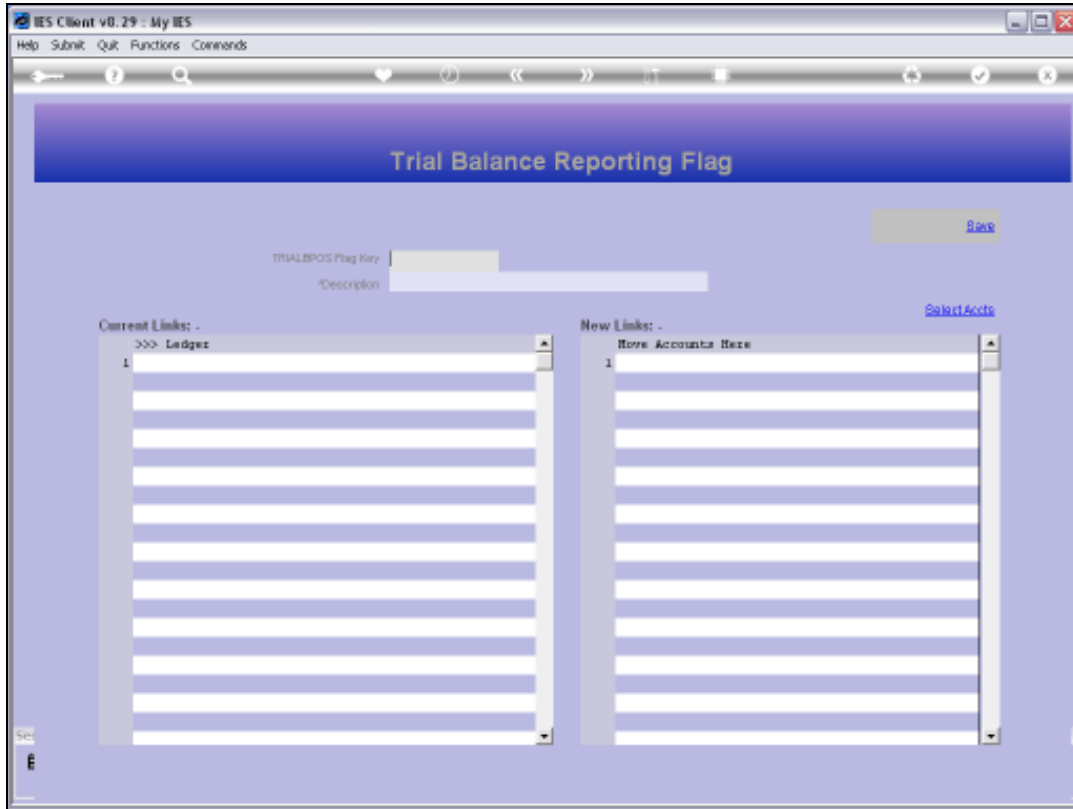 IES Client v8.29 : My IES
Help Submit Quit Functions Commands
Trial Balance Reporting Flag
Save
TRIALBPOS Flag Key
*Description
Select Accts
Current Links: -
New Links: -
>>> Ledger
Move Accounts Here
1
1